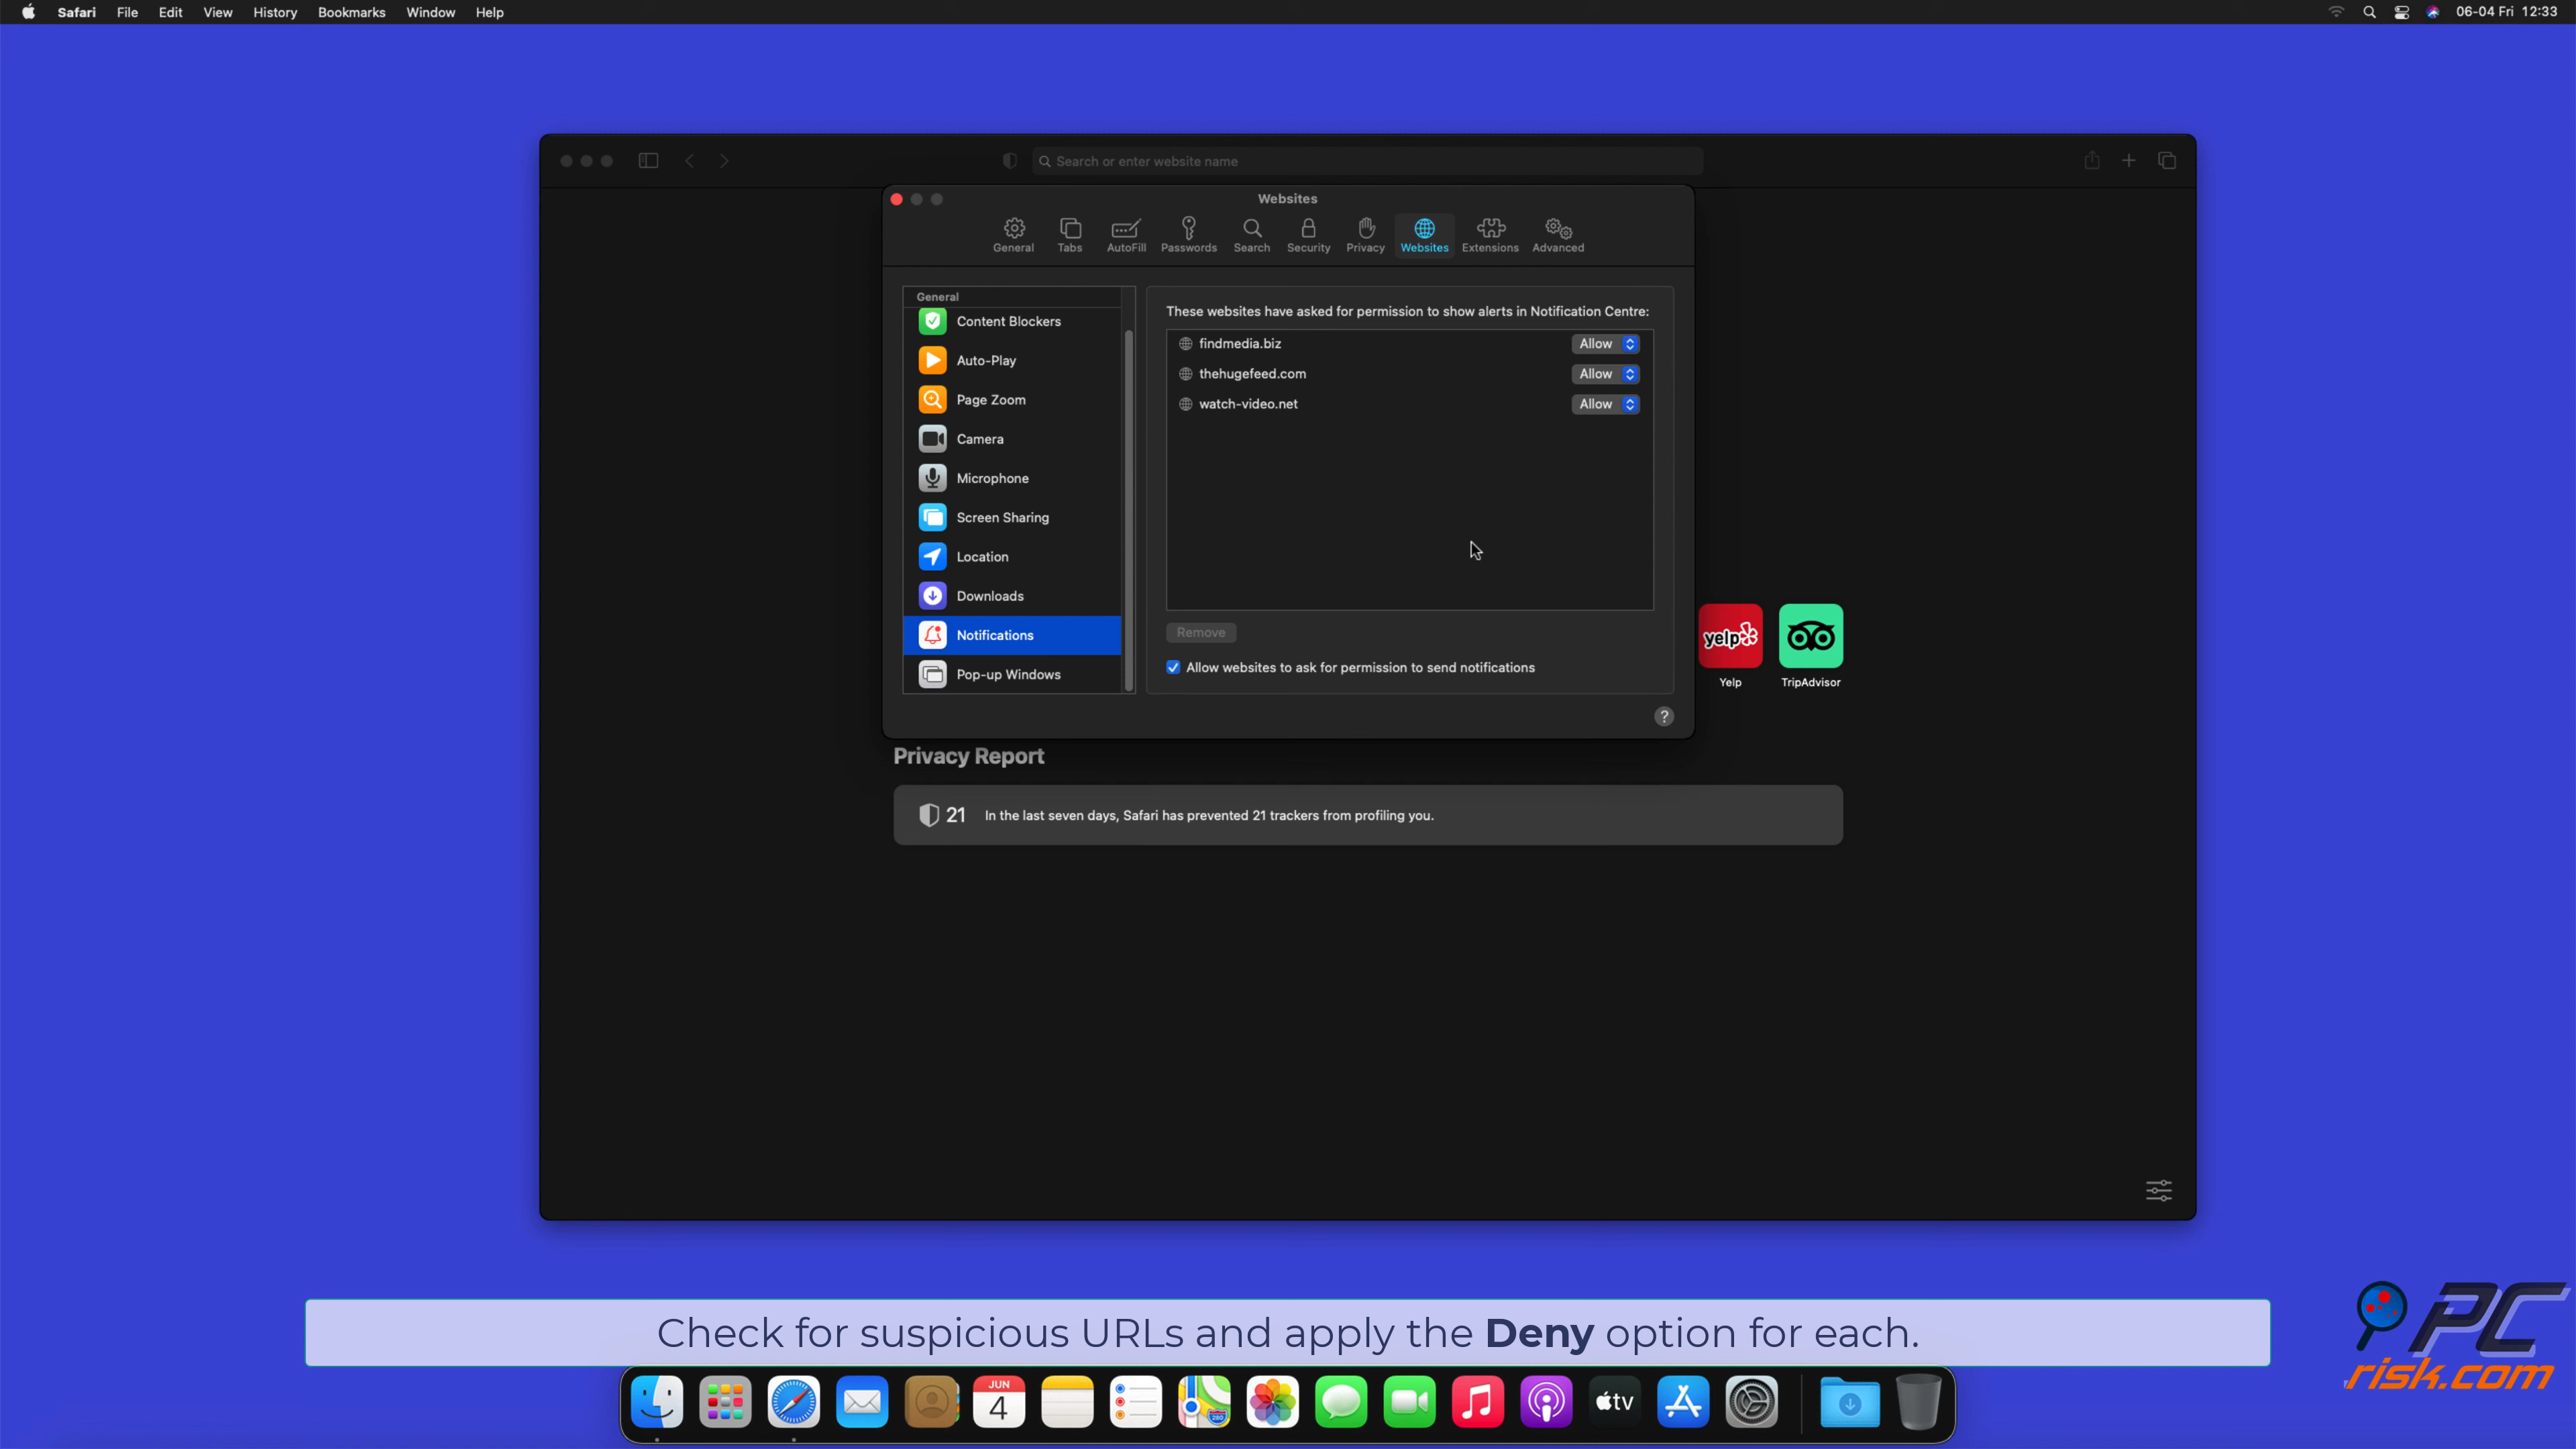 Safari File Edit View History Bookmarks Window Help
06-04 Fri 12:33
Search or enter website name
Websites
General Tabs AutoFill Passwords Search Security Privacy Websites Extensions Advanced
General
Content Blockers
Auto-Play
Page Zoom
Camera
Microphone
Screen Sharing
Location
Downloads
Notifications
Pop-up Windows
These websites have asked for permission to show alerts in Notification Centre:
findmedia.biz Allow
thehugefeed.com Allow
watch-video.net Allow
Remove
Allow websites to ask for permission to send notifications
?
yelp
Yelp TripAdvisor
Privacy Report
21 In the last seven days, Safari has prevented 21 trackers from profiling you.
Check for suspicious URLs and apply the Deny option for each.
PC
risk.com
JUN
4
280
tv